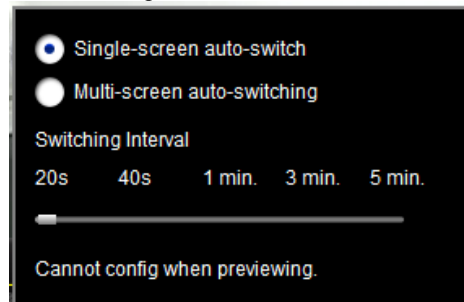 Single-screen auto-switch
Multi-screen auto-switching
Switching Interval
20s 40s 1 min. 3 min. 5 min.
Cannot config when previewing.